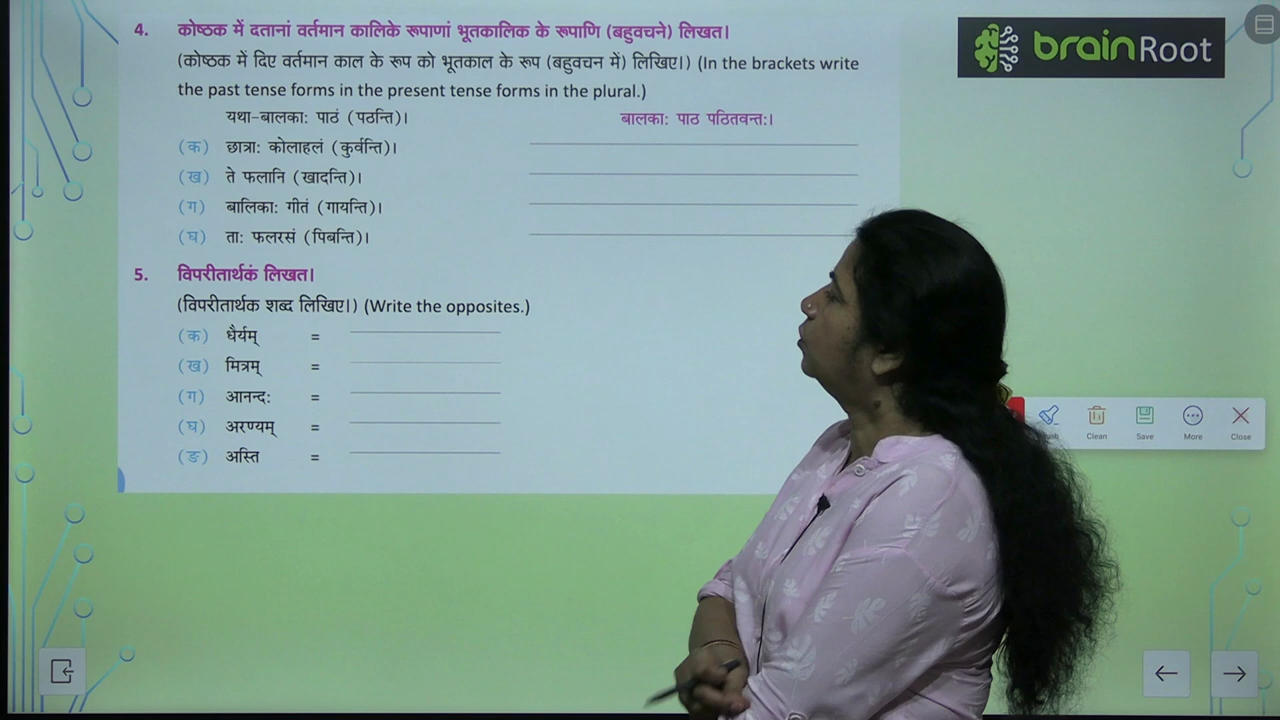 4. कोष्ठक में दतानां वर्तमान कालिके रूपाणां भूतकालिक के रूपाणि (बहुवचने) लिखत।
(कोष्ठक में दिए वर्तमान काल के रूप को भूतकाल के रूप (बहुवचन में) लिखिए।) (In the brackets write
the past tense forms in the present tense forms in the plural.)
यथा-बालका: पाठं (पठन्ति)। बालका: पाठ पठितवन्त:।
(क) छात्रा: कोलाहलं (कुर्वन्ति)।
(ख) ते फलानि (खादन्ति)।
(ग) बालिका: गीतं (गायन्ति)।
(घ) ता: फलरसं (पिबन्ति)।
5. विपरीतार्थकं लिखत।
(विपरीतार्थक शब्द लिखिए।) (Write the opposites.)
(क) धैर्यम् =
(ख) मित्रम् =
(ग) आनन्द: =
(घ) अरण्यम् =
(ङ) अस्ति =
brainRoot
Clean Save More Close